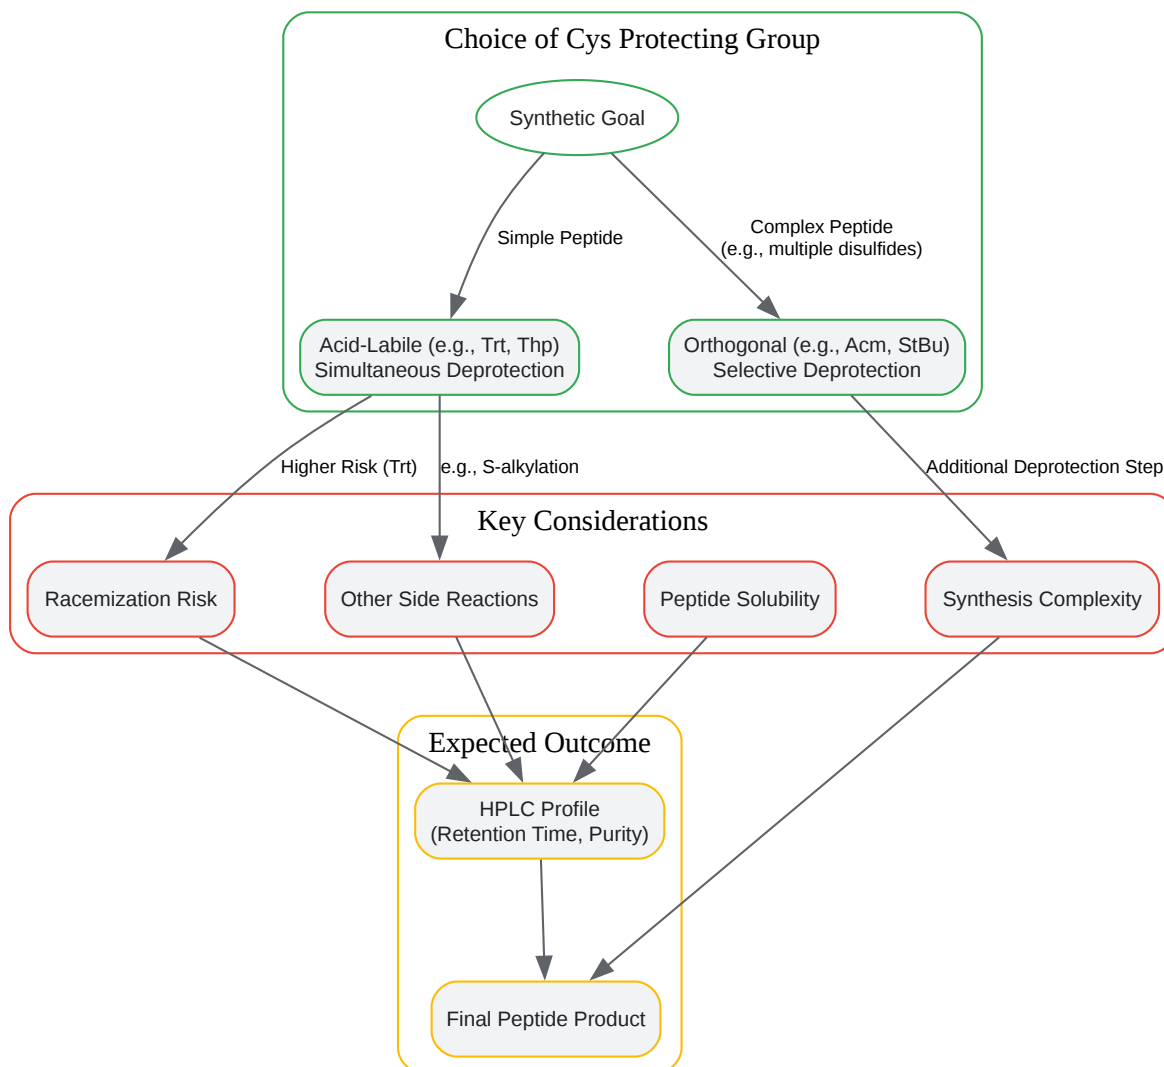 Choice of Cys Protecting Group
Synthetic Goal
Simple Peptide
Complex Peptide
(e.g., multiple disulfides)
Acid-Labile (e.g., Trt, Thp)
Simultaneous Deprotection
Orthogonal (e.g., Acm, StBu)
Selective Deprotection
Higher Risk (Trt)
e.g., S-alkylation
Additional Deprotection Step
Key Considerations
Racemization Risk
Other Side Reactions
Peptide Solubility
Synthesis Complexity
Expected Outcome
HPLC Profile
(Retention Time, Purity)
Final Peptide Product